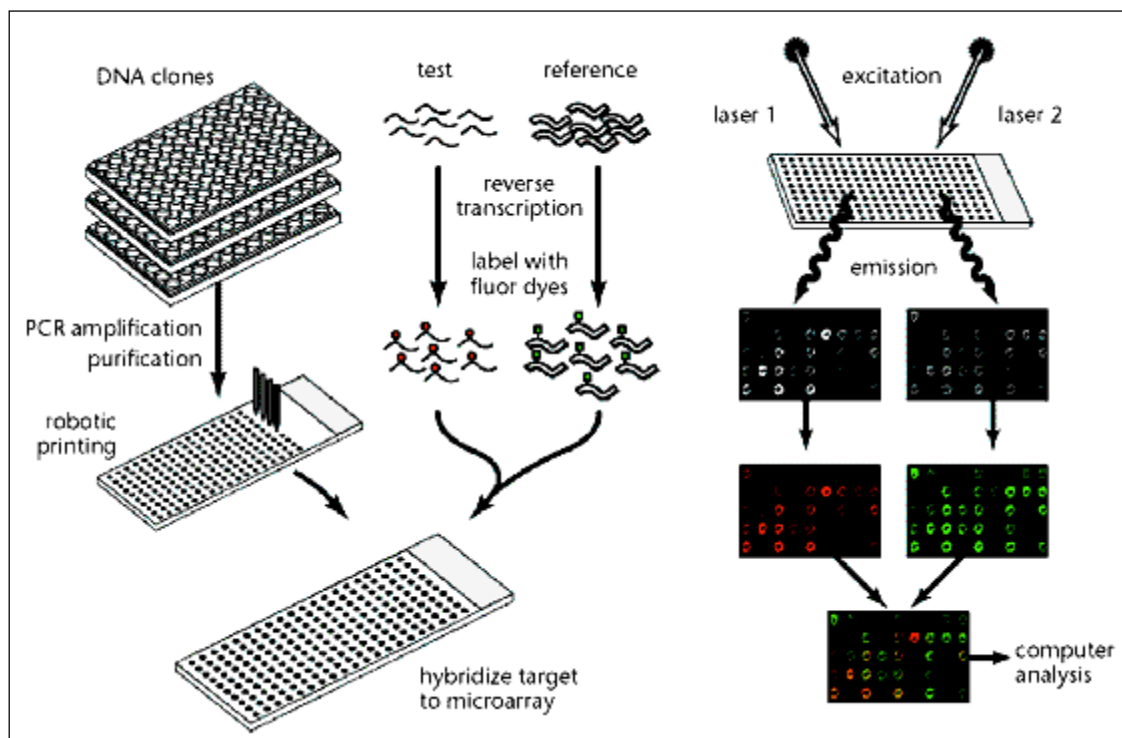 DNA clones
PCR amplification
purification
robotic
printing
test
reference
reverse
transcription
label with
fluor dyes
hybridize target
to microarray
excitation
laser 1
laser 2
emission
computer
analysis